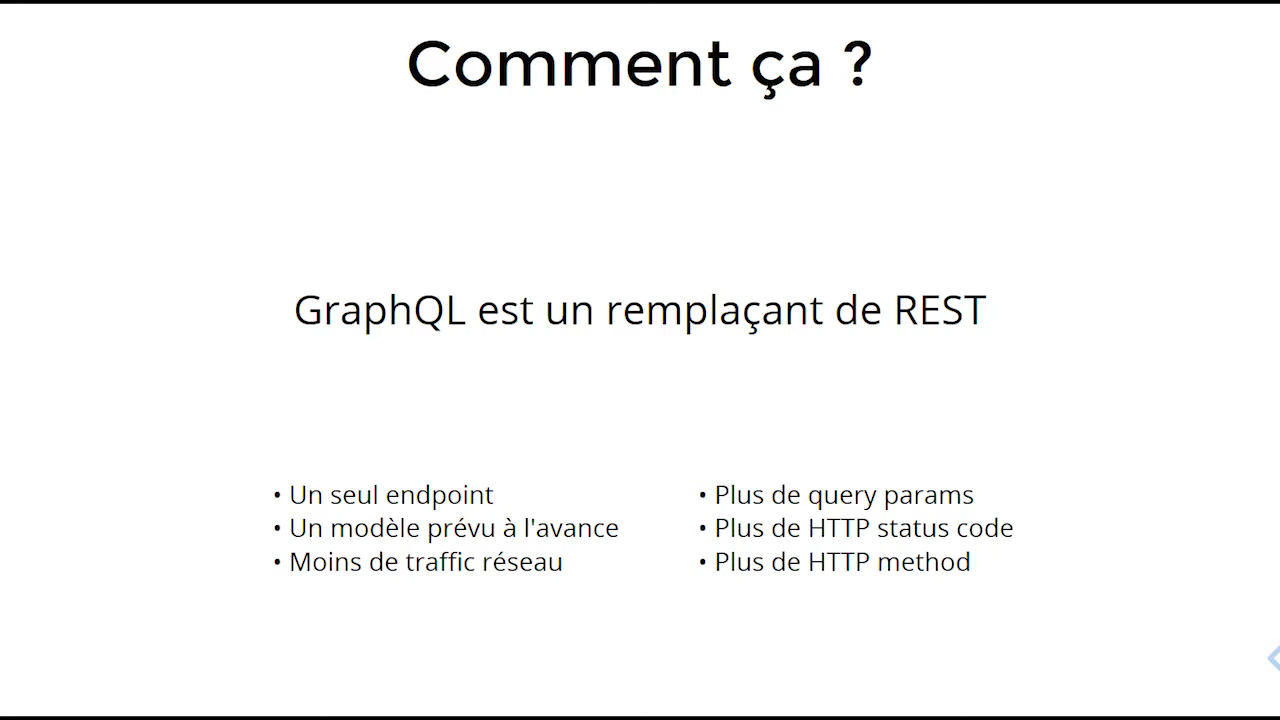 Comment ça ?
GraphQL est un remplaçant de REST
• Un seul endpoint
• Un modèle prévu à l'avance
• Moins de traffic réseau
• Plus de query params
• Plus de HTTP status code
• Plus de HTTP method